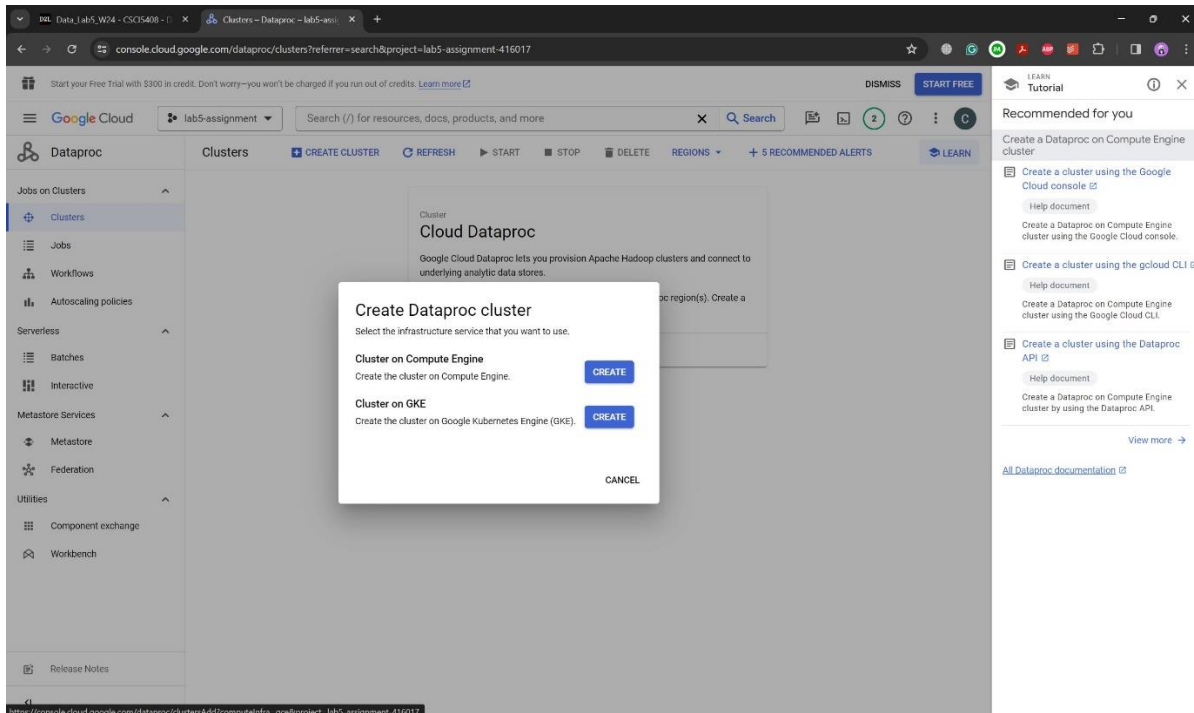 D2L Data_Lab5_W24 - CSCI5408 - D
Clusters – Dataproc – lab5-assi
console.cloud.google.com/dataproc/clusters?referrer=search&project=lab5-assignment-416017
Start your Free Trial with $300 in credit. Don't worry—you won't be charged if you run out of credits. Learn more
DISMISS
START FREE
Google Cloud
lab5-assignment
Search (/) for resources, docs, products, and more
Search
2
C
Dataproc
Clusters
CREATE CLUSTER
REFRESH
START
STOP
DELETE
REGIONS
+ 5 RECOMMENDED ALERTS
LEARN
Jobs on Clusters
Clusters
Jobs
Workflows
Autoscaling policies
Serverless
Batches
Interactive
Metastore Services
Metastore
Federation
Utilities
Component exchange
Workbench
Release Notes
Cluster
Cloud Dataproc
Google Cloud Dataproc lets you provision Apache Hadoop clusters and connect to
underlying analytic data stores.
region(s). Create a
Create Dataproc cluster
Select the infrastructure service that you want to use.
Cluster on Compute Engine
Create the cluster on Compute Engine.
CREATE
Cluster on GKE
Create the cluster on Google Kubernetes Engine (GKE).
CREATE
CANCEL
LEARN
Tutorial
Recommended for you
Create a Dataproc on Compute Engine
cluster
Create a cluster using the Google
Cloud console
Help document
Create a Dataproc on Compute Engine
cluster using the Google Cloud console.
Create a cluster using the gcloud CLI
Help document
Create a Dataproc on Compute Engine
cluster using the Google Cloud CLI.
Create a cluster using the Dataproc
API
Help document
Create a Dataproc on Compute Engine
cluster by using the Dataproc API.
View more
All Dataproc documentation